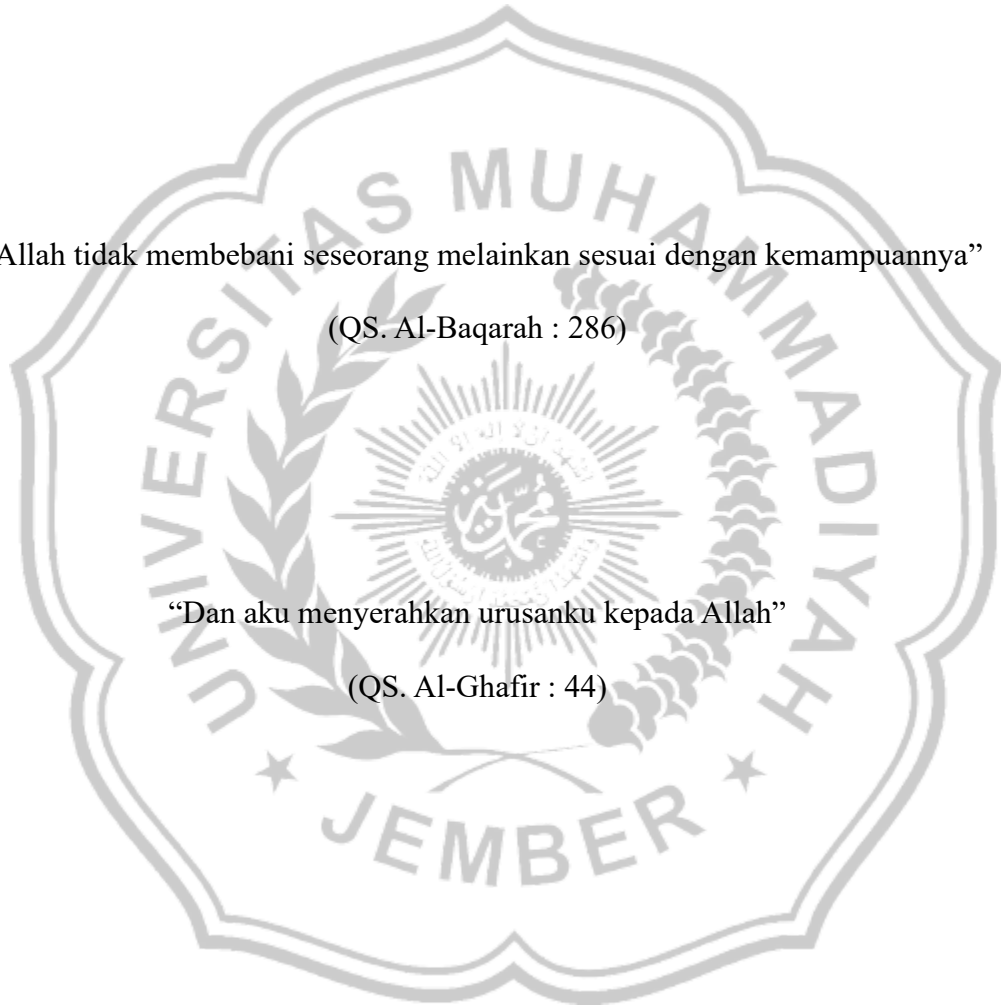 UNIVERSITAS MUHAMMADIYAH
Allah tidak membebani seseorang melainkan sesuai dengan kemampuannya”
(QS. Al-Baqarah : 286)
“Dan aku menyerahkan urusanku kepada Allah”
(QS. Al-Ghafir : 44)
JEMBER